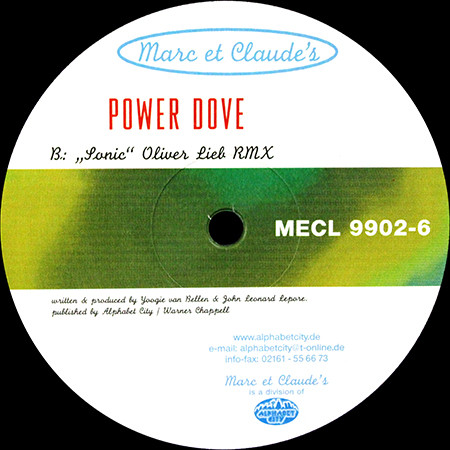 Marc et Claude's
POWER DOVE
B.: „Sonic“ Oliver Lieb RMX
MECL 9902-6
written & produced by Yoogie van Bellen & John Leonard Lepore.
published by Alphabet City / Warner Chappell
www.alphabetcity.de
e-mail: alphabetcity@t-online.de
info-fax: 02161 - 55 66 73
Marc et Claude's
is a division of
ALPHABET
CITY